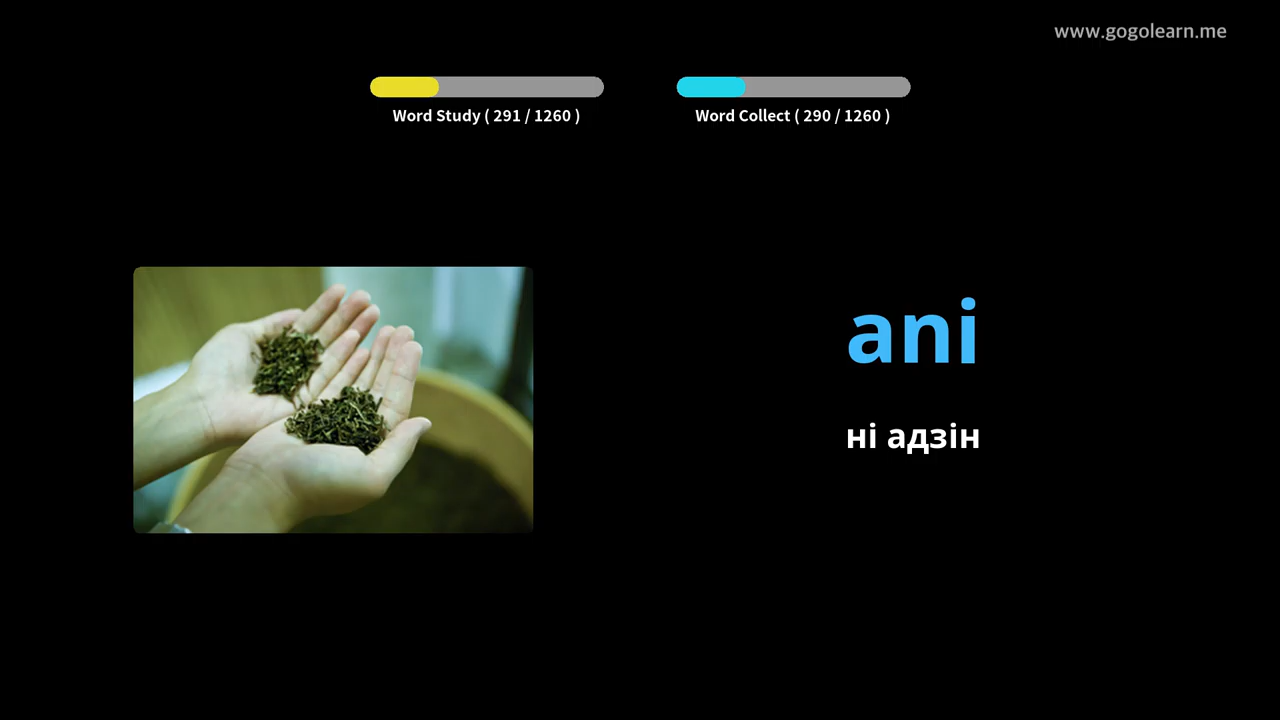 www.gogolearn.me
Word Study ( 291 / 1260 )
Word Collect ( 290 / 1260 )
ani
ні адзін